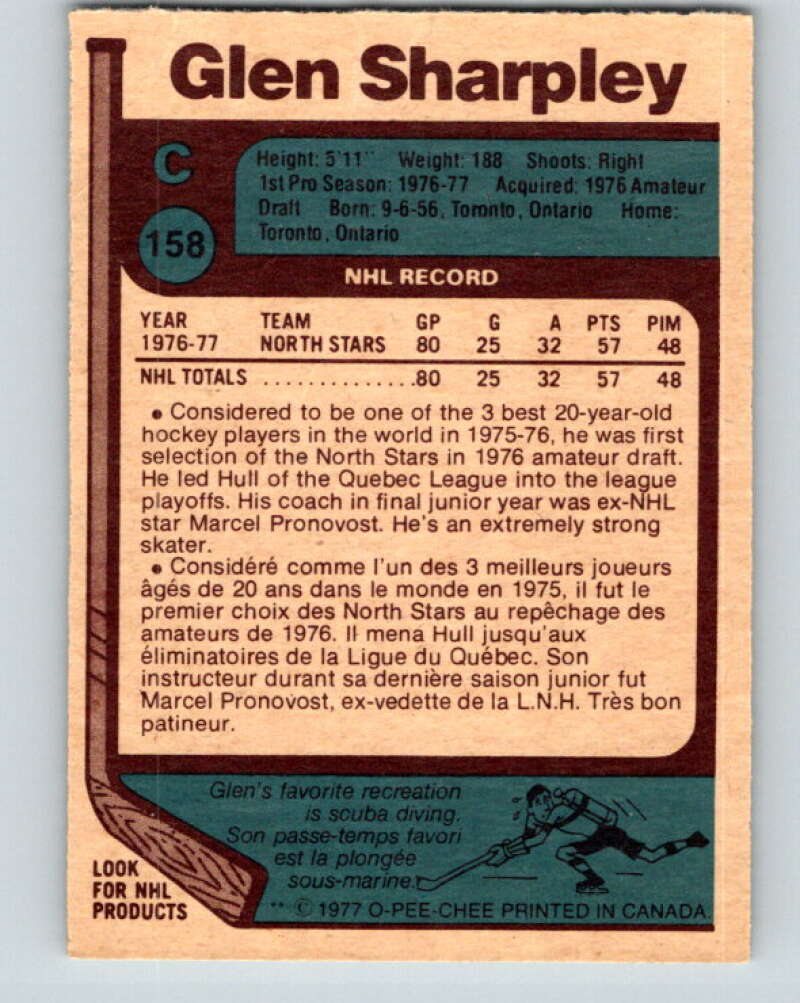 Glen Sharpley
C
Height: 5'11" Weight: 188 Shoots: Right
1st Pro Season: 1976-77 Acquired: 1976 Amateur
Draft Born: 9-6-56, Toronto, Ontario Home:
Toronto, Ontario
158
NHL RECORD
YEAR TEAM GP G A PTS PIM
1976-77 NORTH STARS 80 25 32 57 48
NHL TOTALS ..............80 25 32 57 48
• Considered to be one of the 3 best 20-year-old
hockey players in the world in 1975-76, he was first
selection of the North Stars in 1976 amateur draft.
He led Hull of the Quebec League into the league
playoffs. His coach in final junior year was ex-NHL
star Marcel Pronovost. He's an extremely strong
skater.
• Considéré comme l'un des 3 meilleurs joueurs
âgés de 20 ans dans le monde en 1975, il fut le
premier choix des North Stars au repêchage des
amateurs de 1976. Il mena Hull jusqu'aux
éliminatoires de la Ligue du Québec. Son
instructeur durant sa dernière saison junior fut
Marcel Pronovost, ex-vedette de la L.N.H. Très bon
patineur.
Glen's favorite recreation
is scuba diving.
Son passe-temps favori
est la plongée
sous-marine.
LOOK
FOR NHL
PRODUCTS
** © 1977 O-PEE-CHEE PRINTED IN CANADA.